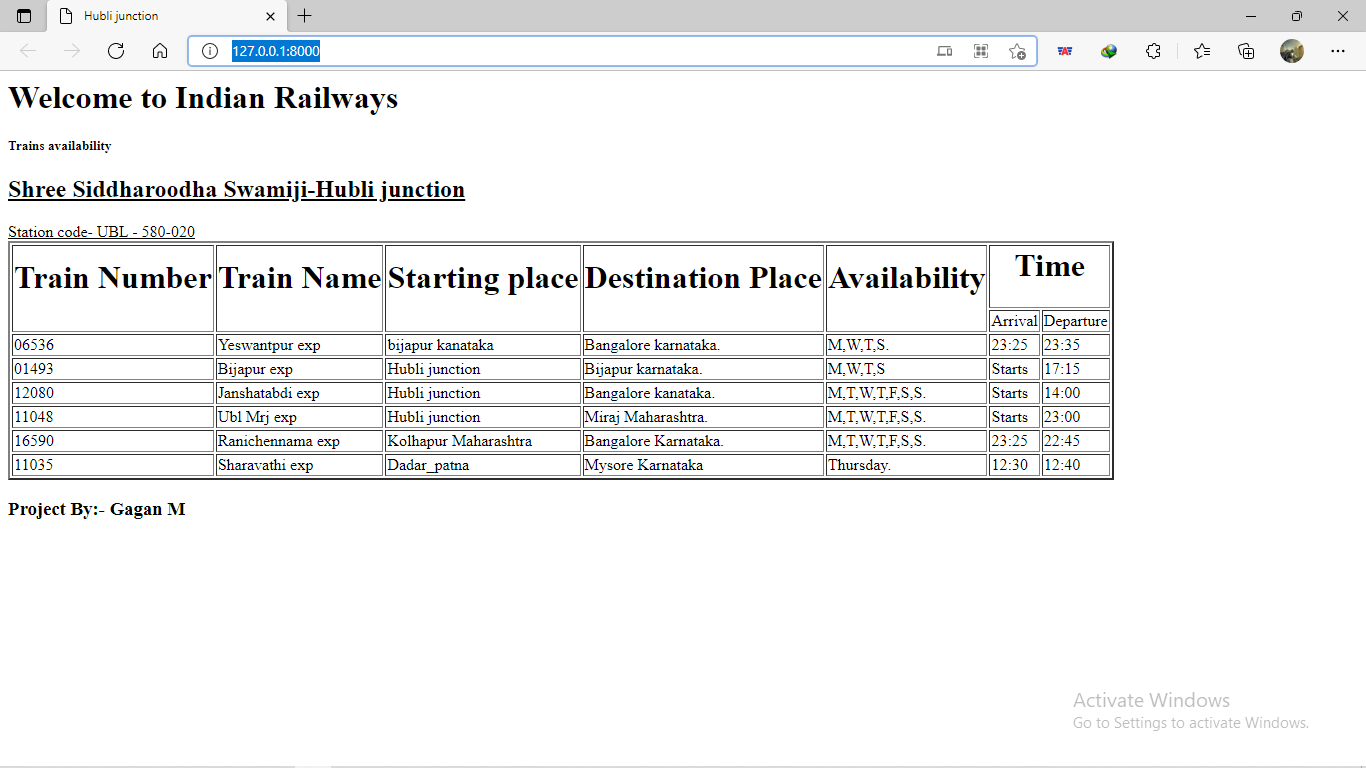 Hubli junction
127.0.0.1:8000
Welcome to Indian Railways
Trains availability
Shree Siddharoodha Swamiji-Hubli junction
Station code- UBL - 580-020
Train Number Train Name Starting place Destination Place Availability Time
Arrival Departure
06536 Yeswantpur exp bijapur kanataka Bangalore karnataka. M,W,T,S. 23:25 23:35
01493 Bijapur exp Hubli junction Bijapur karnataka. M,W,T,S Starts 17:15
12080 Janshatabdi exp Hubli junction Bangalore kanataka. M,T,W,T,F,S,S. Starts 14:00
11048 Ubl Mrj exp Hubli junction Miraj Maharashtra. M,T,W,T,F,S,S. Starts 23:00
16590 Ranichennama exp Kolhapur Maharashtra Bangalore Karnataka. M,T,W,T,F,S,S. 23:25 22:45
11035 Sharavathi exp Dadar_patna Mysore Karnataka Thursday. 12:30 12:40
Project By:- Gagan M
Activate Windows
Go to Settings to activate Windows.